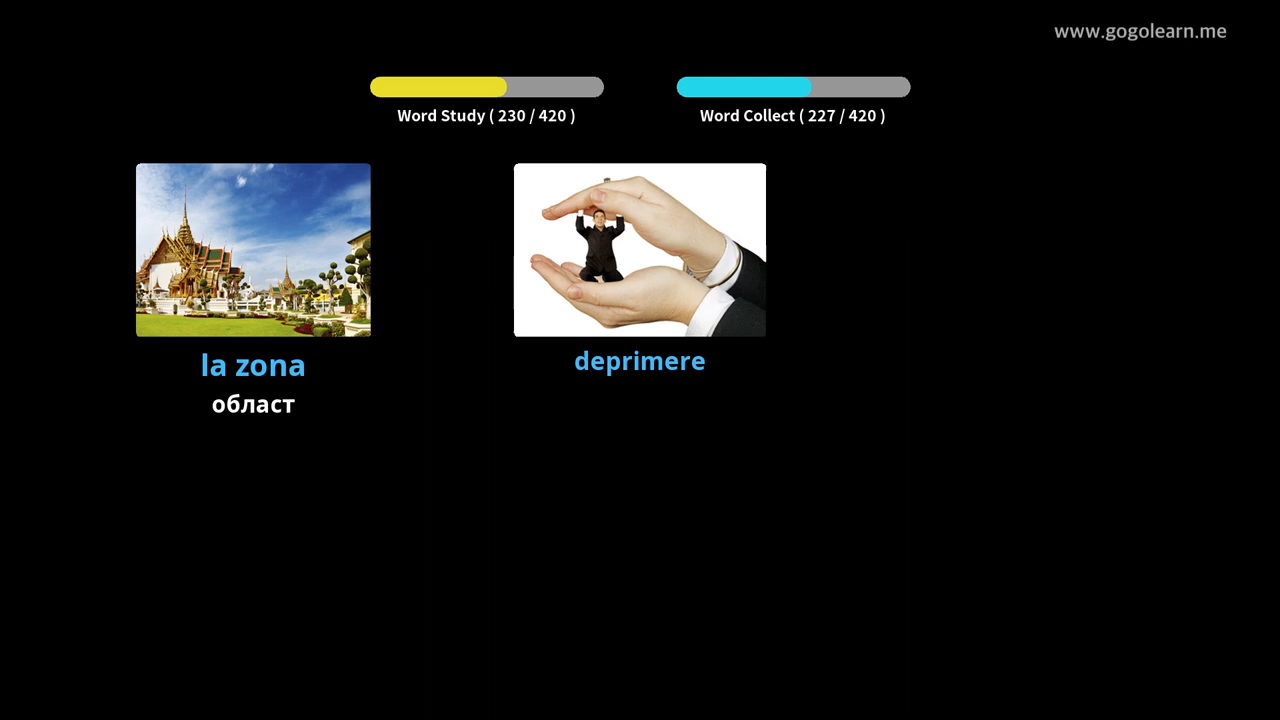 www.gogolearn.me
Word Study ( 230 / 420 )
Word Collect ( 227 / 420 )
la zona
област
deprimere